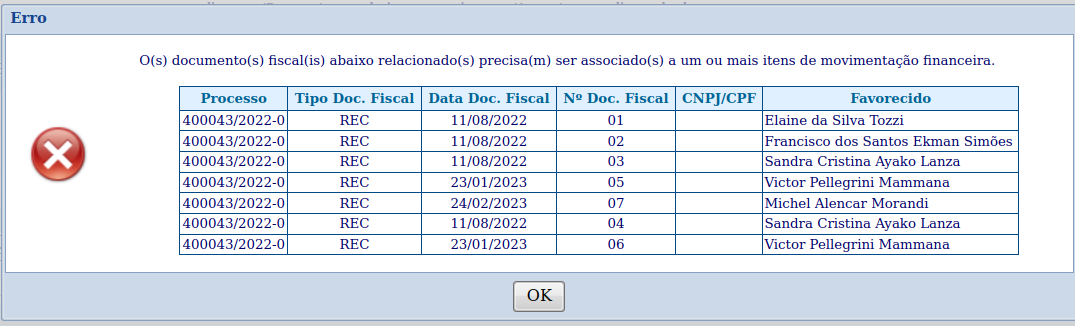 Erro
O(s) documento(s) fiscal(is) abaixo relacionado(s) precisa(m) ser associado(s) a um ou mais itens de movimentação financeira.
Processo Tipo Doc. Fiscal Data Doc. Fiscal Nº Doc. Fiscal CNPJ/CPF Favorecido
400043/2022-0 REC 11/08/2022 01 Elaine da Silva Tozzi
400043/2022-0 REC 11/08/2022 02 Francisco dos Santos Ekman Simões
400043/2022-0 REC 11/08/2022 03 Sandra Cristina Ayako Lanza
400043/2022-0 REC 23/01/2023 05 Victor Pellegrini Mammana
400043/2022-0 REC 24/02/2023 07 Michel Alencar Morandi
400043/2022-0 REC 11/08/2022 04 Sandra Cristina Ayako Lanza
400043/2022-0 REC 23/01/2023 06 Victor Pellegrini Mammana
OK